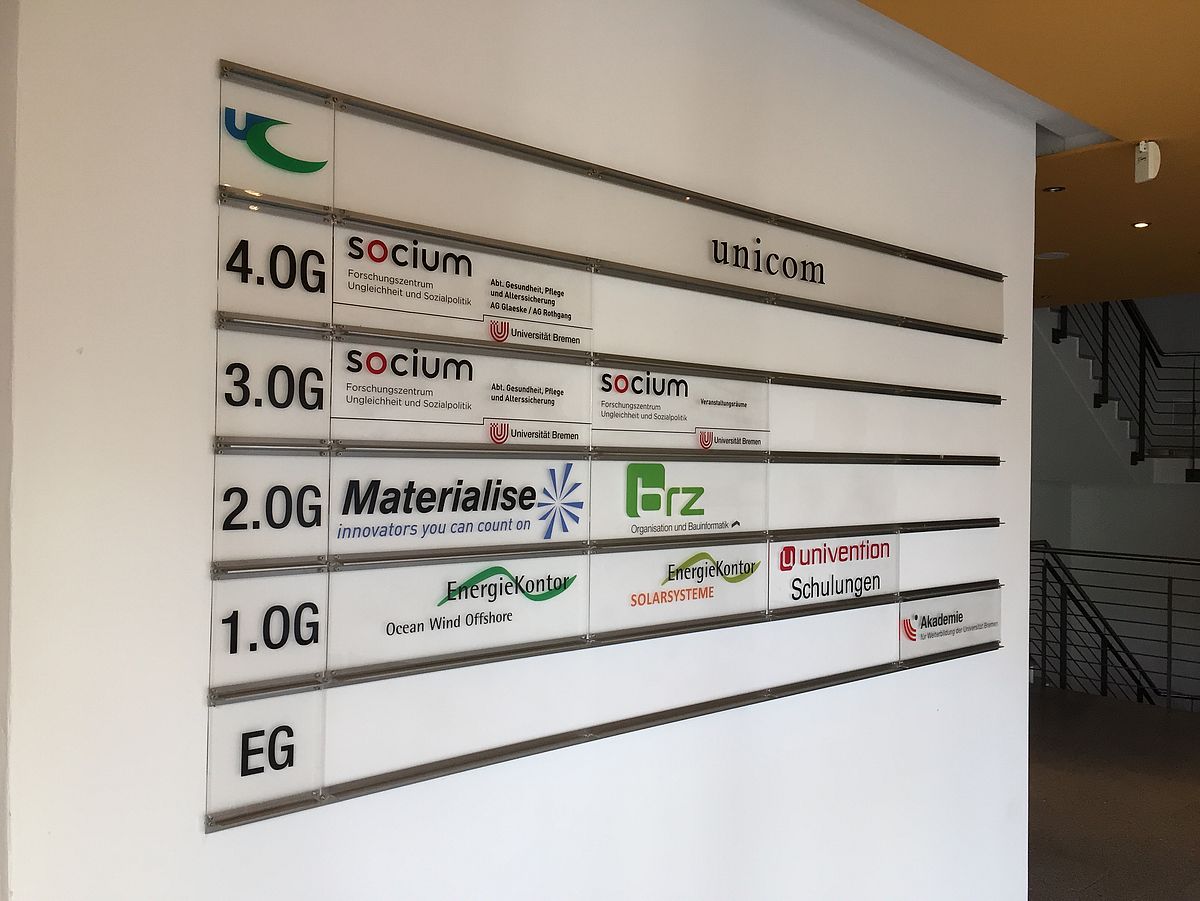 uc
unicom
4.OG
socium
Forschungszentrum
Ungleichheit und Sozialpolitik
Abt. Gesundheit, Pflege
und Alterssicherung
AG Glaeske / AG Rothgang
Universität Bremen
3.OG
socium
Forschungszentrum
Ungleichheit und Sozialpolitik
Abt. Gesundheit, Pflege
und Alterssicherung
Universität Bremen
socium
Forschungszentrum
Ungleichheit und Sozialpolitik
Veranstaltungsräume
Universität Bremen
2.OG
Materialise
innovators you can count on
brz
Organisation und Bauinformatik
1.OG
EnergieKontor
Ocean Wind Offshore
EnergieKontor
SOLARSYSTEME
univention
Schulungen
EG
Akademie
für Weiterbildung der Universität Bremen